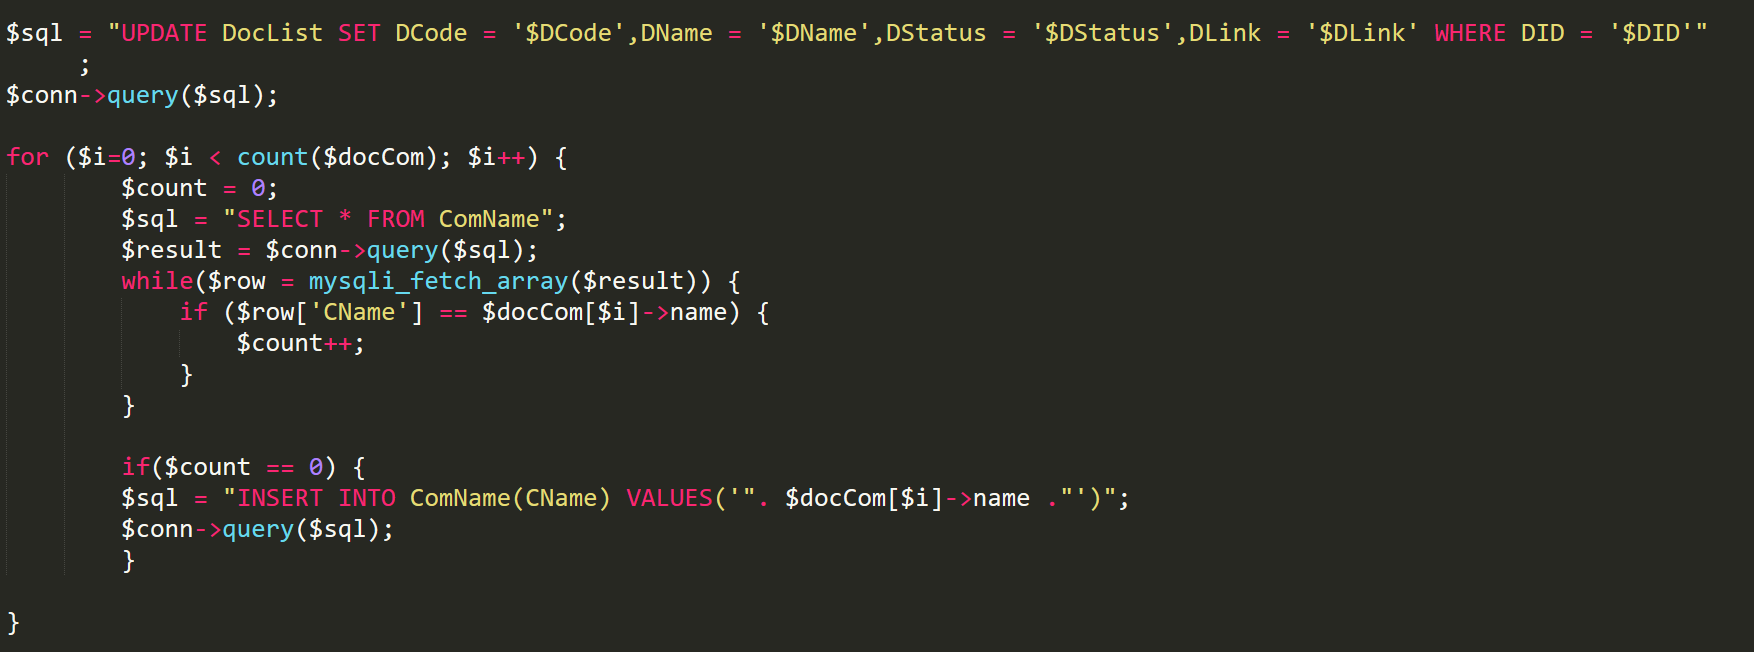 $sql = "UPDATE DocList SET DCode = '$DCode',DName = '$DName',DStatus = '$DStatus',DLink = '$DLink' WHERE DID = '$DID'"
;
$conn->query($sql);
for ($i=0; $i < count($docCom); $i++) {
$count = 0;
$sql = "SELECT * FROM ComName";
$result = $conn->query($sql);
while($row = mysqli_fetch_array($result)) {
if ($row['CName'] == $docCom[$i]->name) {
$count++;
}
}
if($count == 0) {
$sql = "INSERT INTO ComName(CName) VALUES('". $docCom[$i]->name ."')";
$conn->query($sql);
}
}